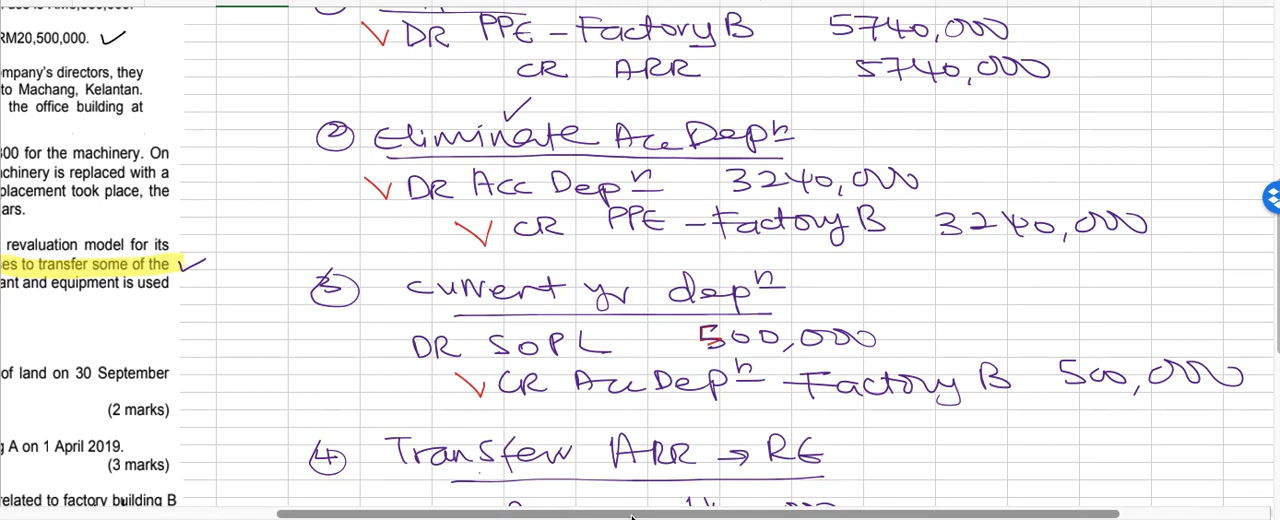 RM20,500,000. ✓
mpany's directors, they
to Machang, Kelantan.
the office building at
00 for the machinery. On
chinery is replaced with a
placement took place, the
ars.
revaluation model for its
es to transfer some of the ✓
ant and equipment is used
of land on 30 September
(2 marks)
g A on 1 April 2019.
(3 marks)
related to factory building B
✓ DR PPE - Factory B 5740,000
CR ARR 5740,000
② Eliminate Acc Depⁿ ✓
✓ DR Acc Depⁿ 3240,000
✓ CR PPE - Factory B 3240,000
③ current yr depⁿ
DR SOPL 500,000
✓ CR Acc Depⁿ - Factory B 500,000
④ Transfer ARR → RE